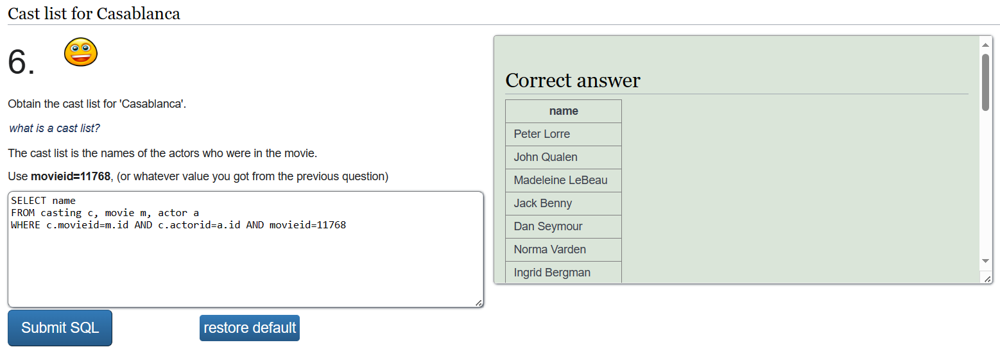 Cast list for Casablanca
6.
Obtain the cast list for 'Casablanca'.
what is a cast list?
The cast list is the names of the actors who were in the movie.
Use movieid=11768, (or whatever value you got from the previous question)
SELECT name
FROM casting c, movie m, actor a
WHERE c.movieid=m.id AND c.actorid=a.id AND movieid=11768
Submit SQL
restore default
Correct answer
name
Peter Lorre
John Qualen
Madeleine LeBeau
Jack Benny
Dan Seymour
Norma Varden
Ingrid Bergman